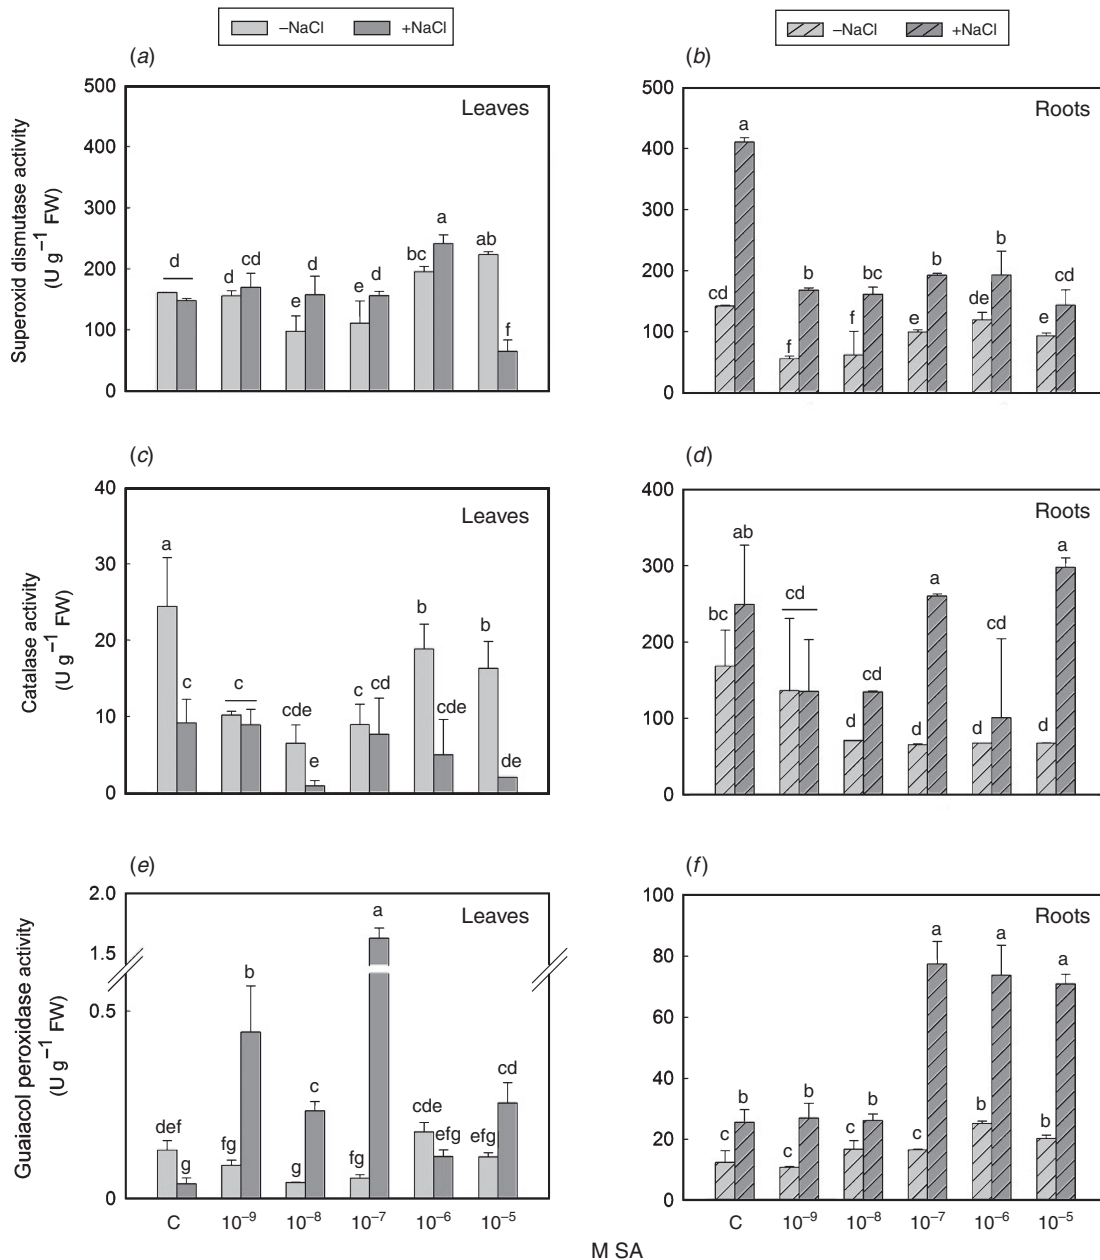 –NaCl +NaCl
–NaCl +NaCl
(a)
Leaves
Superoxid dismutase activity
(U g⁻¹ FW)
500
400
300
200
100
0
d
d cd
e d
e d
bc a
ab f
(b)
Roots
500
400
300
200
100
0
cd a
f b
f bc
e b
de b
e cd
(c)
Leaves
Catalase activity
(U g⁻¹ FW)
40
30
20
10
0
a c
c
cde e
c cd
b cde
b de
(d)
Roots
400
300
200
100
0
bc ab
cd
d cd
d a
d cd
d a
(e)
Leaves
Guaiacol peroxidase activity
(U g⁻¹ FW)
2.0
1.5
0.5
0
def g
fg b
g c
fg a
cde efg
efg cd
C 10⁻⁹ 10⁻⁸ 10⁻⁷ 10⁻⁶ 10⁻⁵
(f)
Roots
100
80
60
40
20
0
c b
c b
c b
c a
b a
b a
C 10⁻⁹ 10⁻⁸ 10⁻⁷ 10⁻⁶ 10⁻⁵
M SA